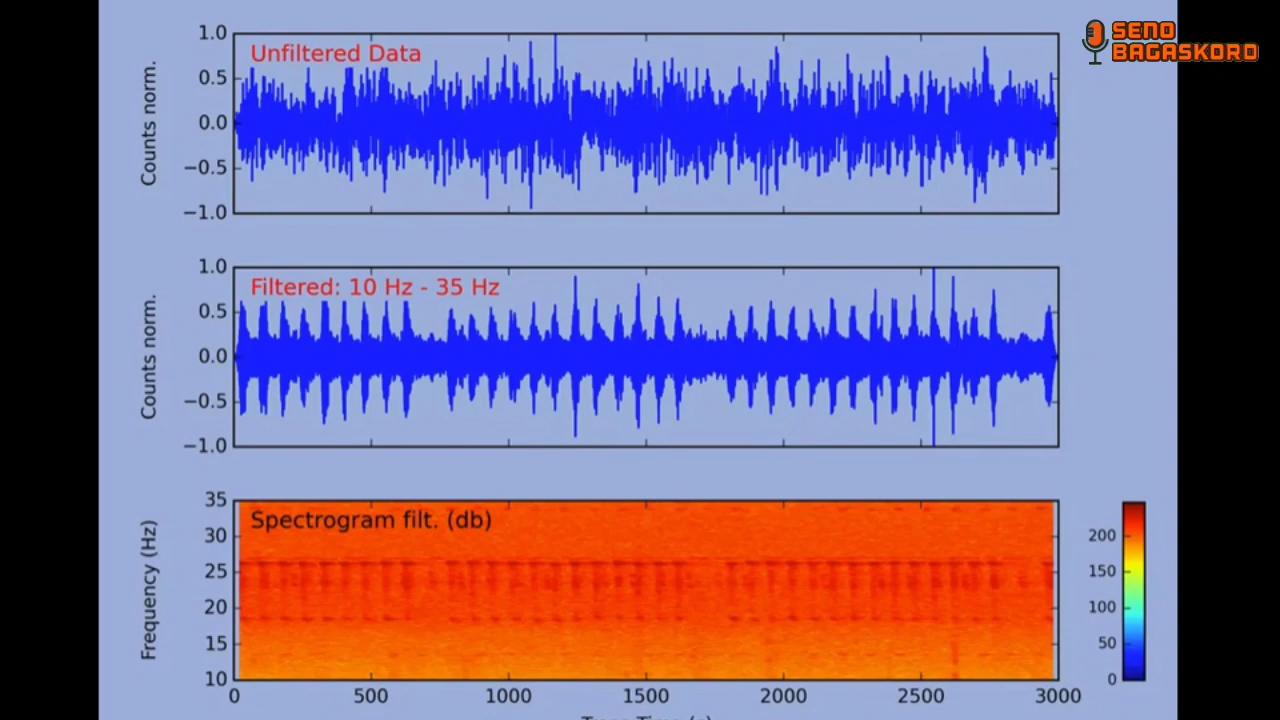 SENO
BAGASKORO
1.0
Unfiltered Data
0.5
0.0
−0.5
−1.0
Counts norm.
1.0
Filtered: 10 Hz - 35 Hz
0.5
0.0
−0.5
−1.0
Counts norm.
35
Spectrogram filt. (db)
30
25
20
15
10
Frequency (Hz)
200
150
100
50
0
0 500 1000 1500 2000 2500 3000